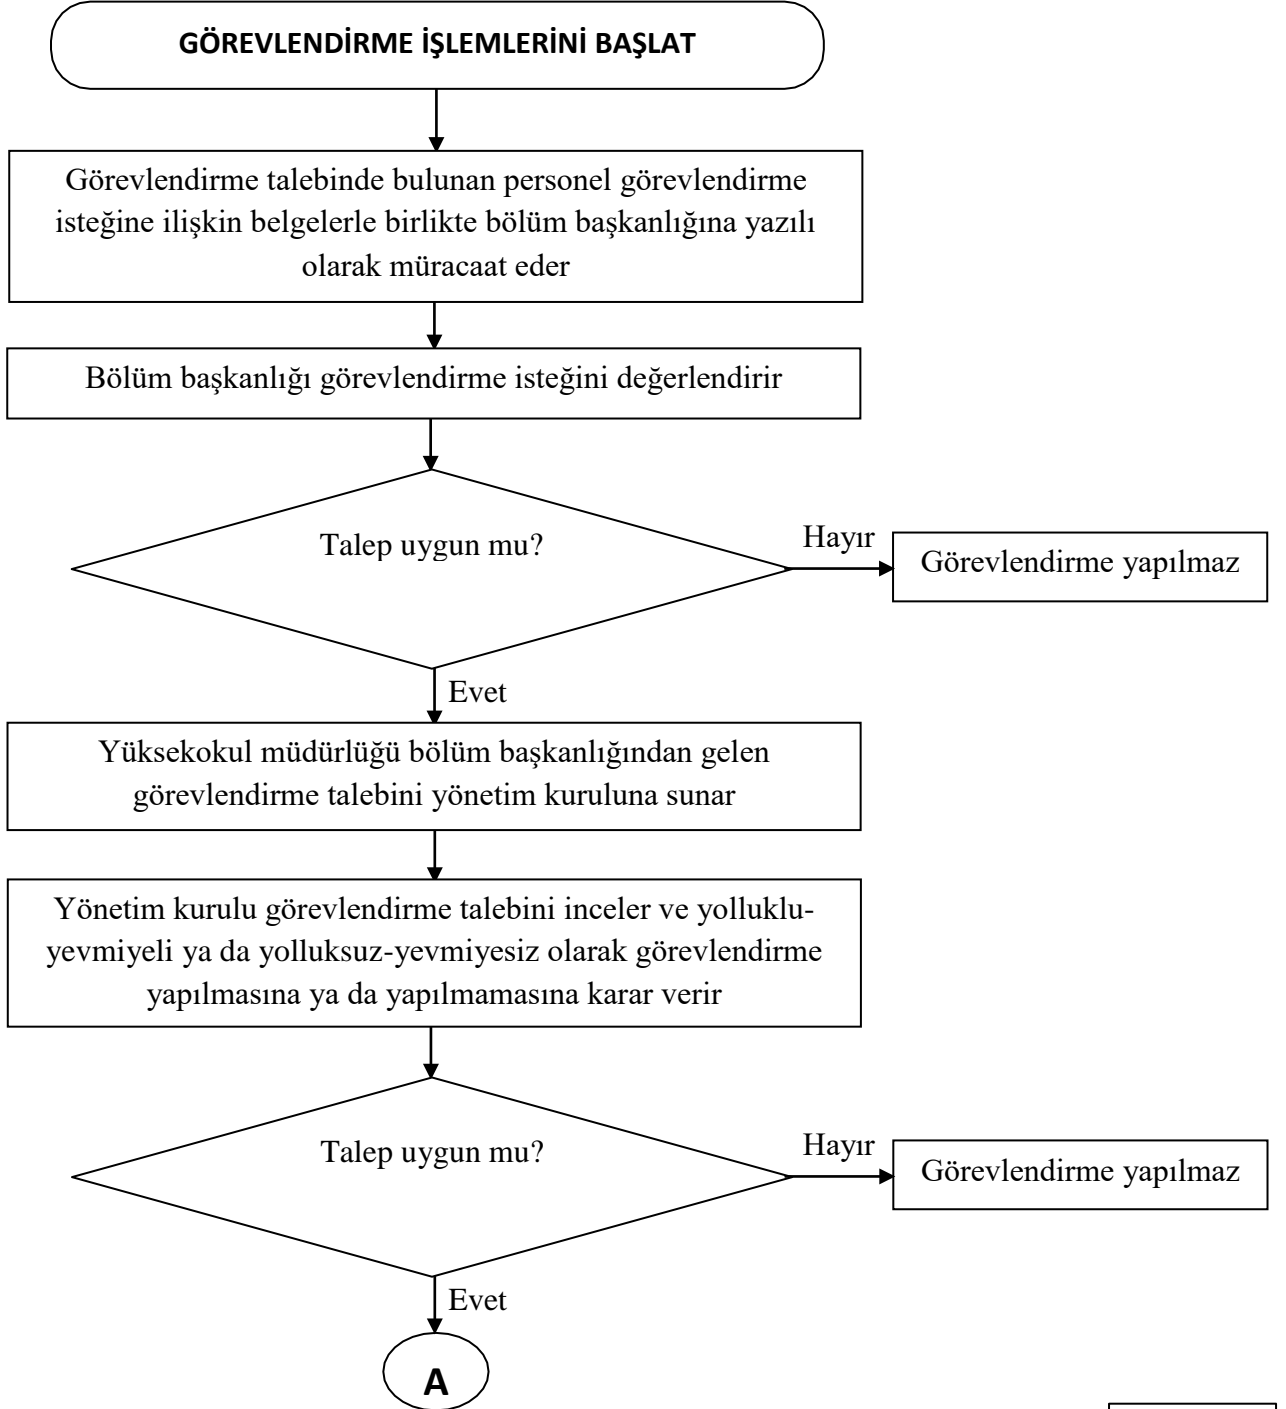 GÖREVLENDİRME İŞLEMLERİNİ BAŞLAT
Görevlendirme talebinde bulunan personel görevlendirme
isteğine ilişkin belgelerle birlikte bölüm başkanlığına yazılı
olarak müracaat eder
Bölüm başkanlığı görevlendirme isteğini değerlendirir
Talep uygun mu?
Hayır
Görevlendirme yapılmaz
Evet
Yüksekokul müdürlüğü bölüm başkanlığından gelen
görevlendirme talebini yönetim kuruluna sunar
Yönetim kurulu görevlendirme talebini inceler ve yolluklu-
yevmiyeli ya da yolluksuz-yevmiyesiz olarak görevlendirme
yapılmasına ya da yapılmamasına karar verir
Talep uygun mu?
Hayır
Görevlendirme yapılmaz
Evet
A